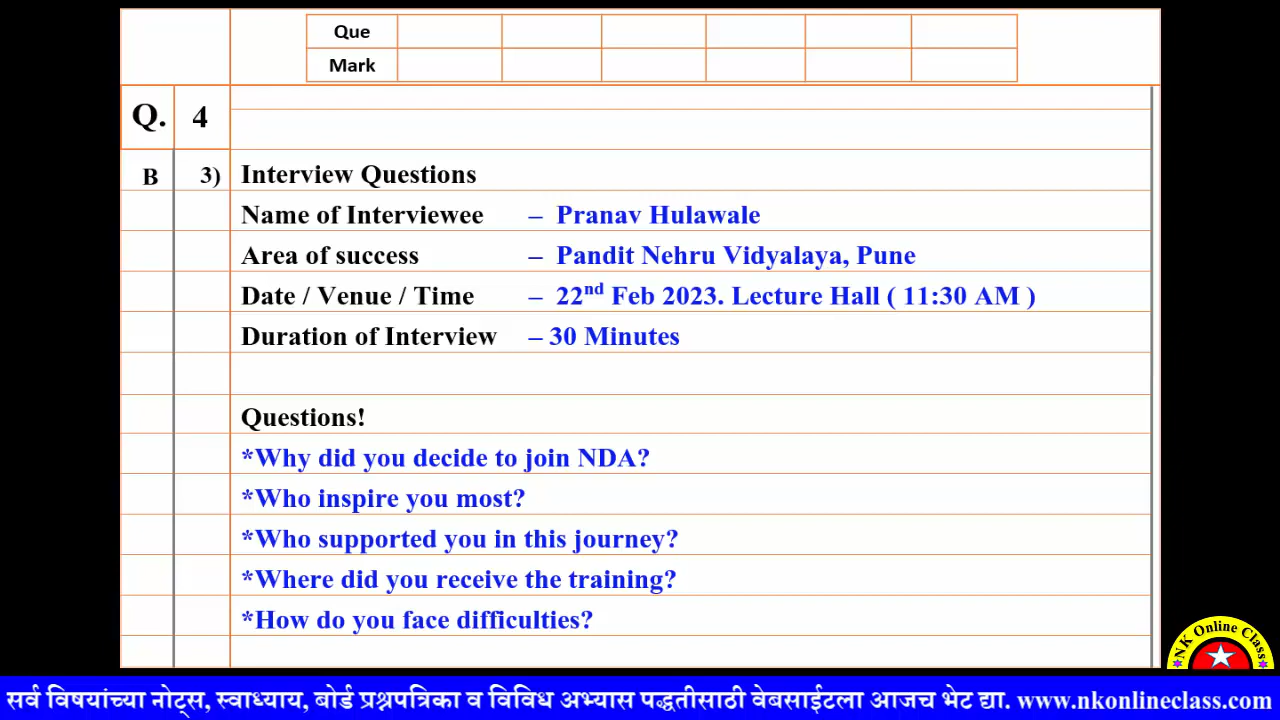 Que
Mark
Q. 4
B 3) Interview Questions
Name of Interviewee – Pranav Hulawale
Area of success – Pandit Nehru Vidyalaya, Pune
Date / Venue / Time – 22nd Feb 2023. Lecture Hall ( 11:30 AM )
Duration of Interview – 30 Minutes
Questions!
*Why did you decide to join NDA?
*Who inspire you most?
*Who supported you in this journey?
*Where did you receive the training?
*How do you face difficulties?
NK Online Class
सर्व विषयांच्या नोट्स, स्वाध्याय, बोर्ड प्रश्नपत्रिका व विविध अभ्यास पद्धतीसाठी वेबसाईटला आजच भेट द्या. www.nkonlineclass.com